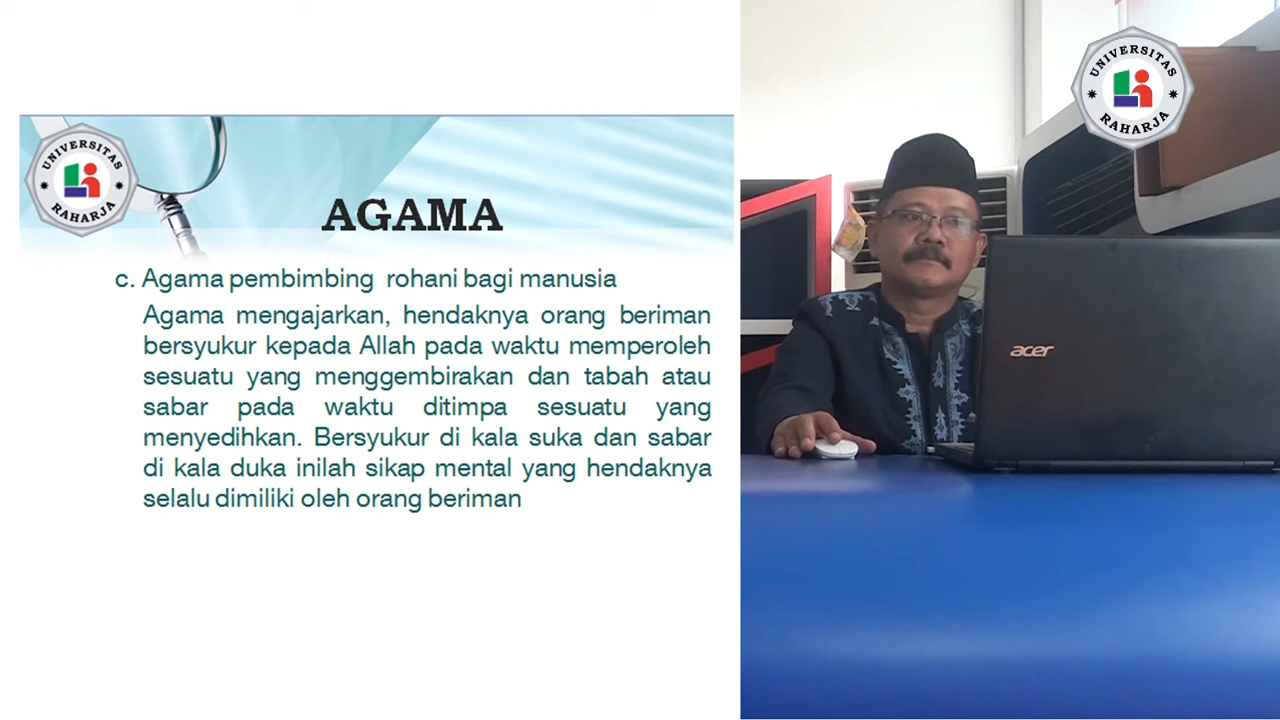 UNIVERSITAS
RAHARJA
AGAMA
c. Agama pembimbing rohani bagi manusia
Agama mengajarkan, hendaknya orang beriman
bersyukur kepada Allah pada waktu memperoleh
sesuatu yang menggembirakan dan tabah atau
sabar pada waktu ditimpa sesuatu yang
menyedihkan. Bersyukur di kala suka dan sabar
di kala duka inilah sikap mental yang hendaknya
selalu dimiliki oleh orang beriman
UNIVERSITAS
RAHARJA
acer